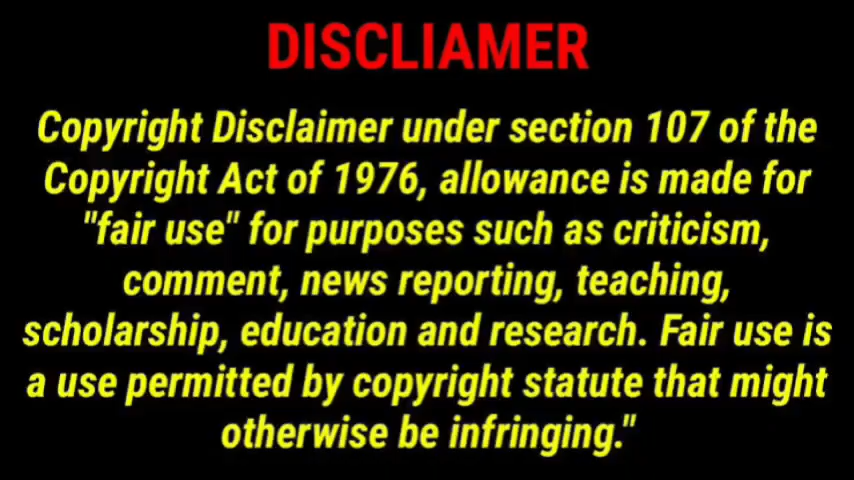 DISCLIAMER
Copyright Disclaimer under section 107 of the
Copyright Act of 1976, allowance is made for
"fair use" for purposes such as criticism,
comment, news reporting, teaching,
scholarship, education and research. Fair use is
a use permitted by copyright statute that might
otherwise be infringing."